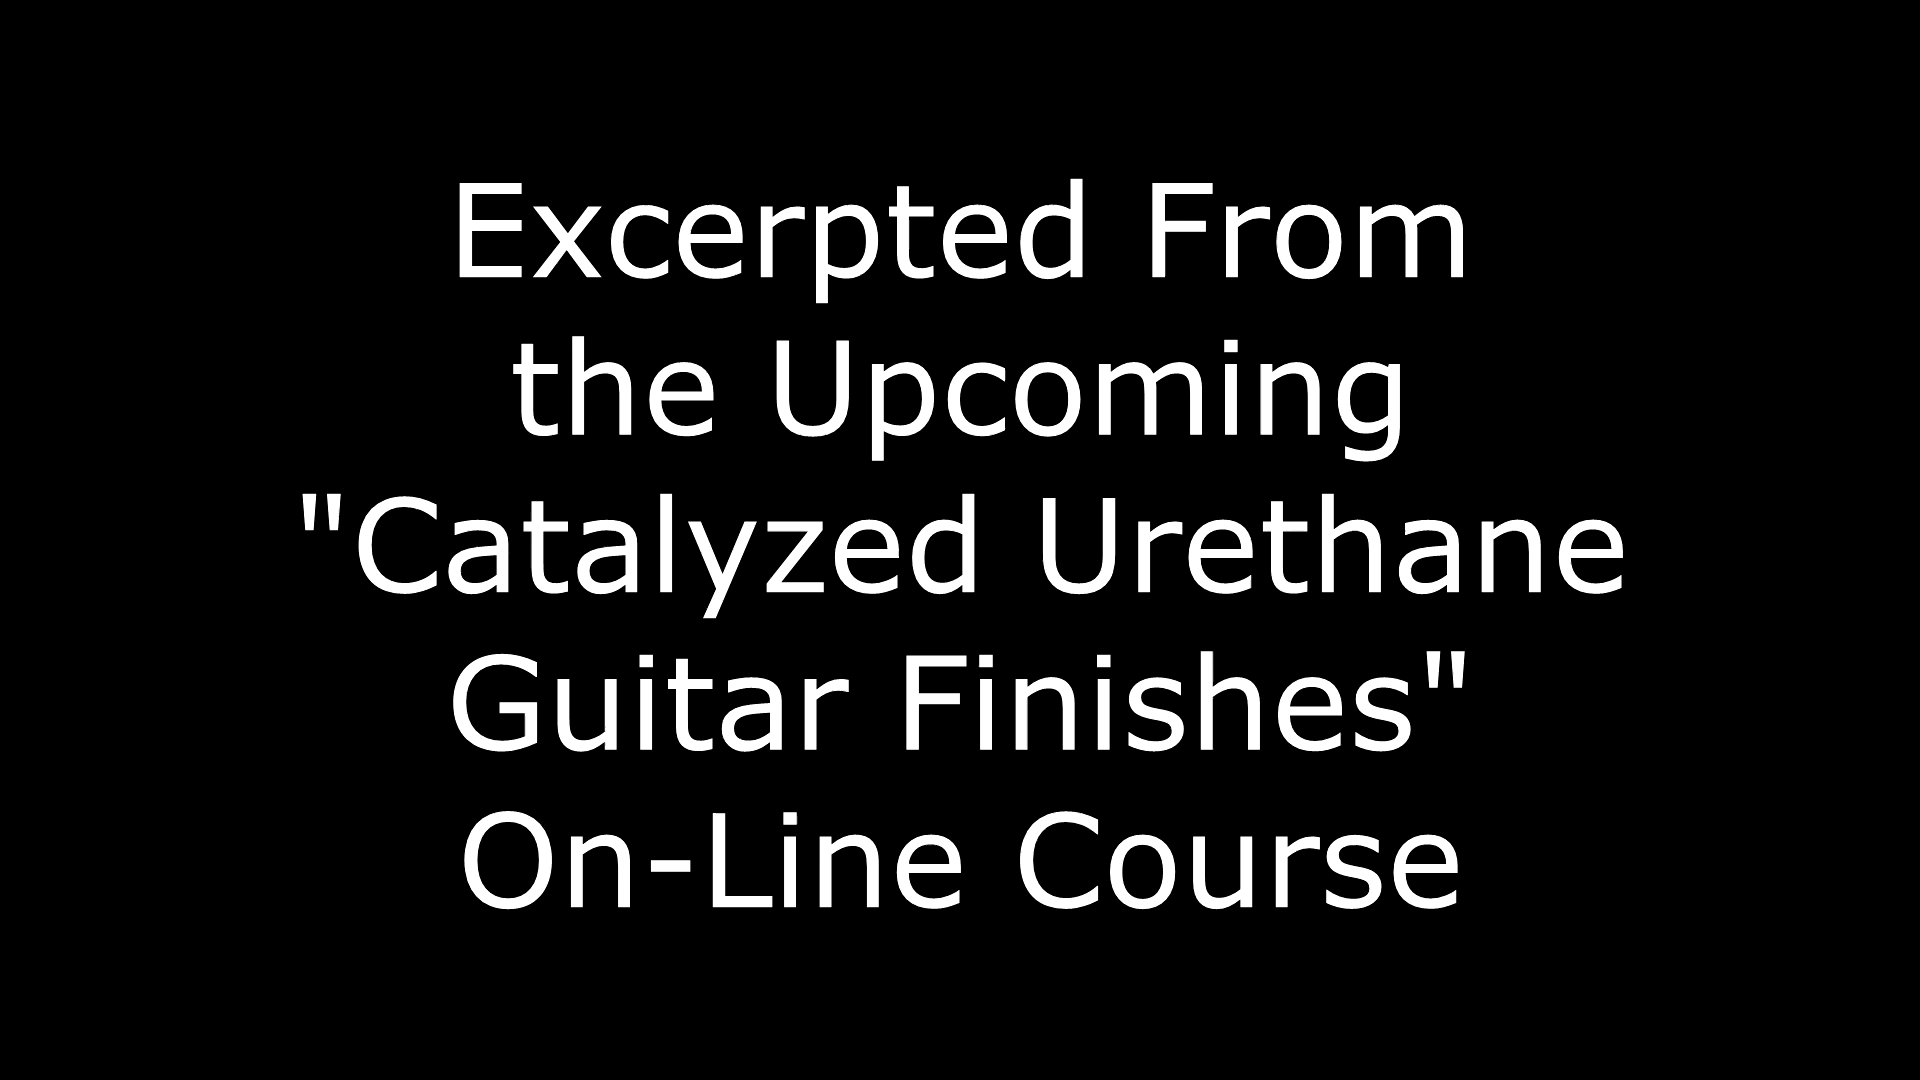 Excerpted From
the Upcoming
"Catalyzed Urethane
Guitar Finishes"
On-Line Course